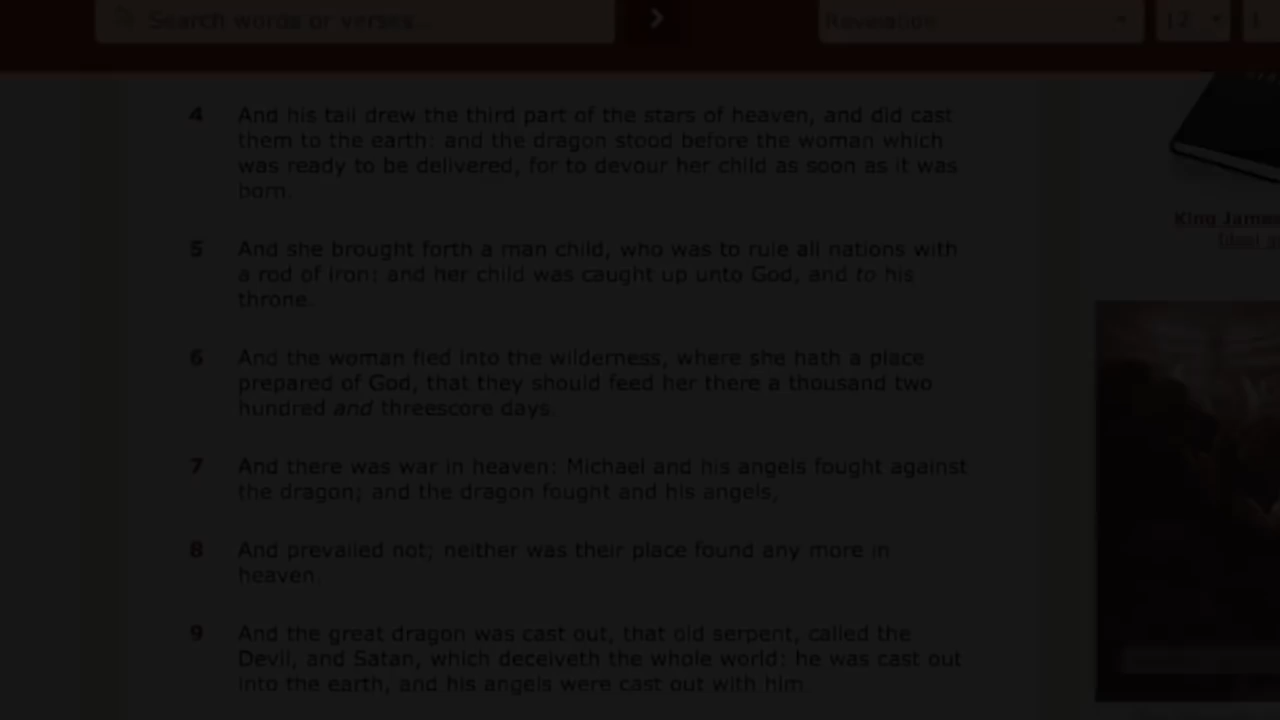 Search words or verses...
Revelation
12
1
4 And his tail drew the third part of the stars of heaven, and did cast
them to the earth: and the dragon stood before the woman which
was ready to be delivered, for to devour her child as soon as it was
born.
5 And she brought forth a man child, who was to rule all nations with
a rod of iron: and her child was caught up unto God, and to his
throne.
6 And the woman fled into the wilderness, where she hath a place
prepared of God, that they should feed her there a thousand two
hundred and threescore days.
7 And there was war in heaven: Michael and his angels fought against
the dragon; and the dragon fought and his angels,
8 And prevailed not; neither was their place found any more in
heaven.
9 And the great dragon was cast out, that old serpent, called the
Devil, and Satan, which deceiveth the whole world: he was cast out
into the earth, and his angels were cast out with him.
King James